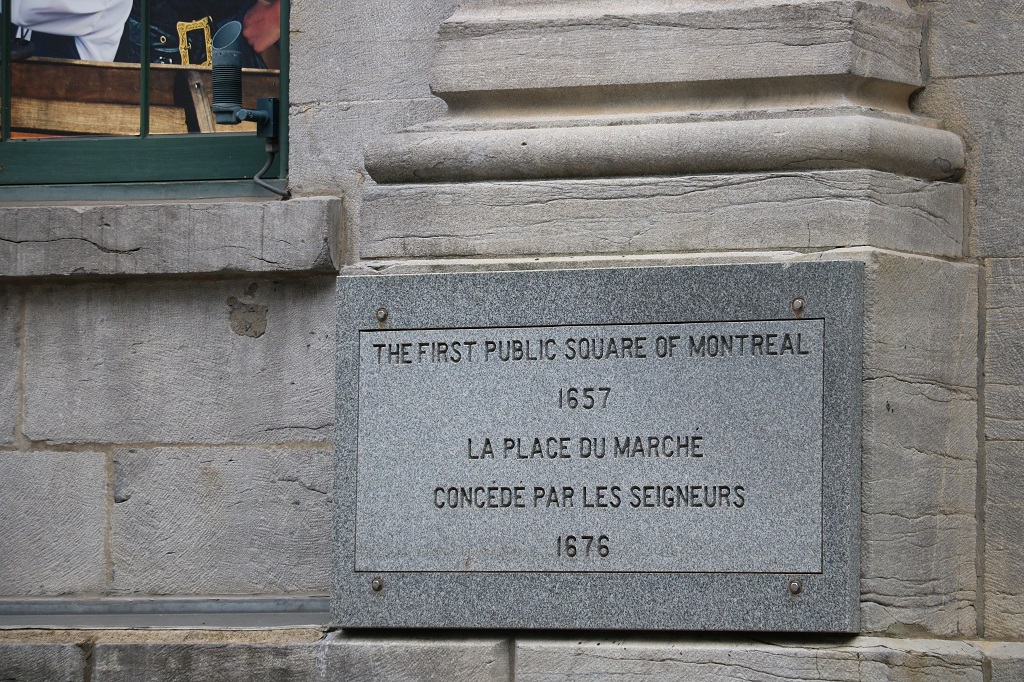 THE FIRST PUBLIC SQUARE OF MONTREAL
1657
LA PLACE DU MARCHÉ
CONCÉDÉ PAR LES SEIGNEURS
1676